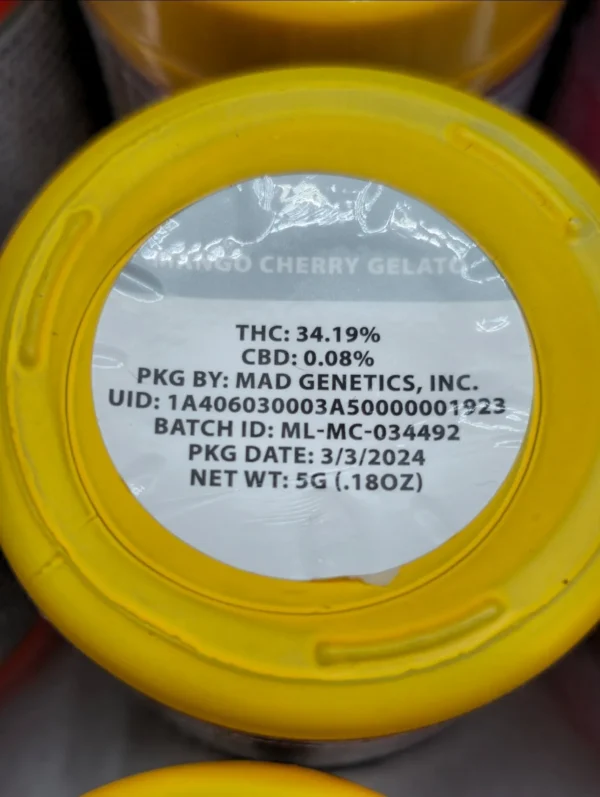 MANGO CHERRY GELATO
THC: 34.19%
CBD: 0.08%
PKG BY: MAD GENETICS, INC.
UID: 1A406030003A50000001923
BATCH ID: ML-MC-034492
PKG DATE: 3/3/2024
NET WT: 5G (.18OZ)